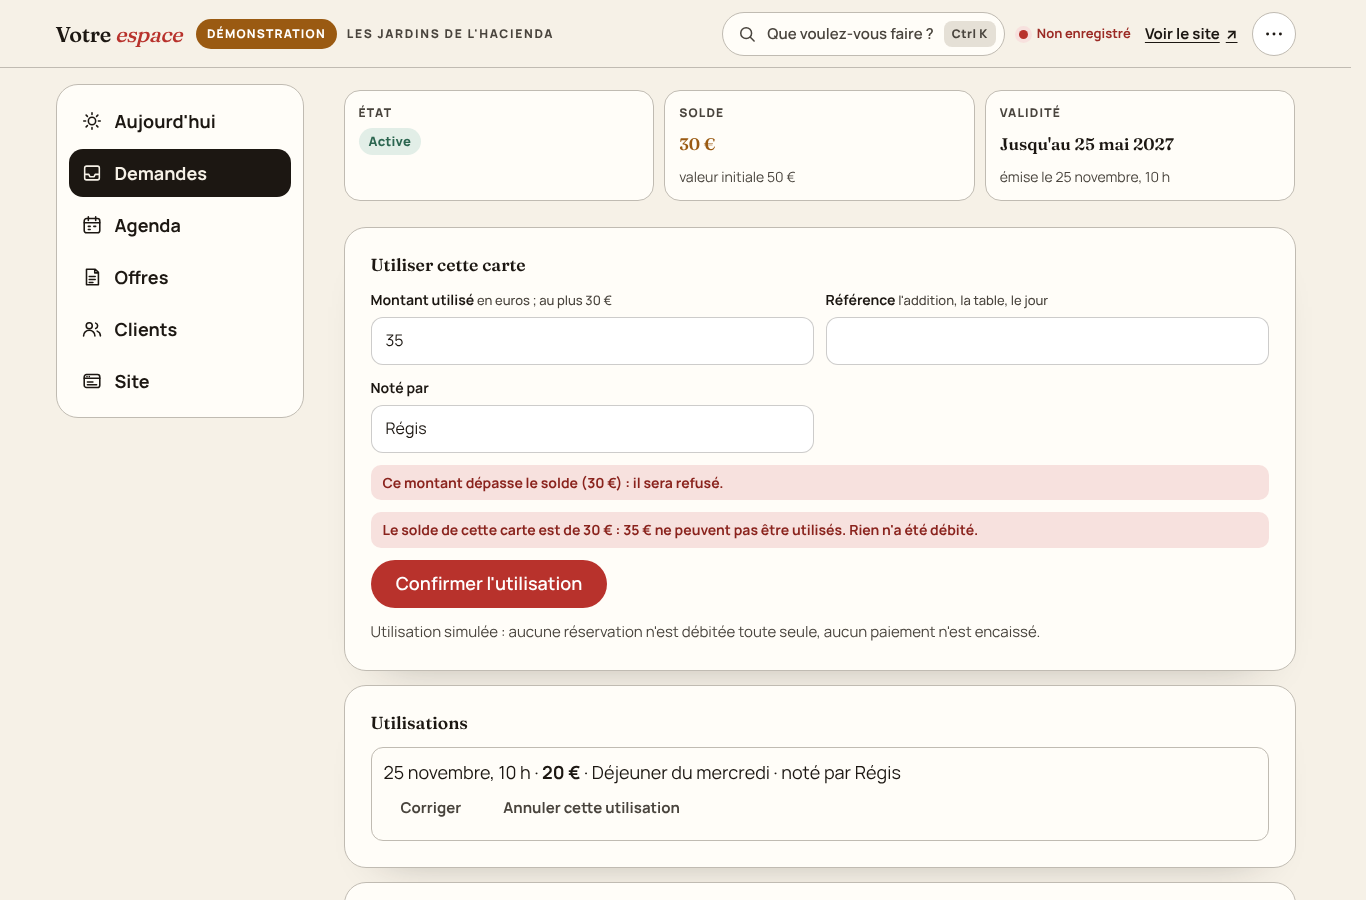 Votre espace DÉMONSTRATION LES JARDINS DE L'HACIENDA Que voulez-vous faire ? Ctrl K Non enregistré Voir le site ↗ ···
Aujourd'hui
Demandes
Agenda
Offres
Clients
Site
ÉTAT
Active
SOLDE
30 €
valeur initiale 50 €
VALIDITÉ
Jusqu'au 25 mai 2027
émise le 25 novembre, 10 h
Utiliser cette carte
Montant utilisé en euros ; au plus 30 €
35
Référence l'addition, la table, le jour
Noté par
Régis
Ce montant dépasse le solde (30 €) : il sera refusé.
Le solde de cette carte est de 30 € : 35 € ne peuvent pas être utilisés. Rien n'a été débité.
Confirmer l'utilisation
Utilisation simulée : aucune réservation n'est débitée toute seule, aucun paiement n'est encaissé.
Utilisations
25 novembre, 10 h · 20 € · Déjeuner du mercredi · noté par Régis
Corriger Annuler cette utilisation